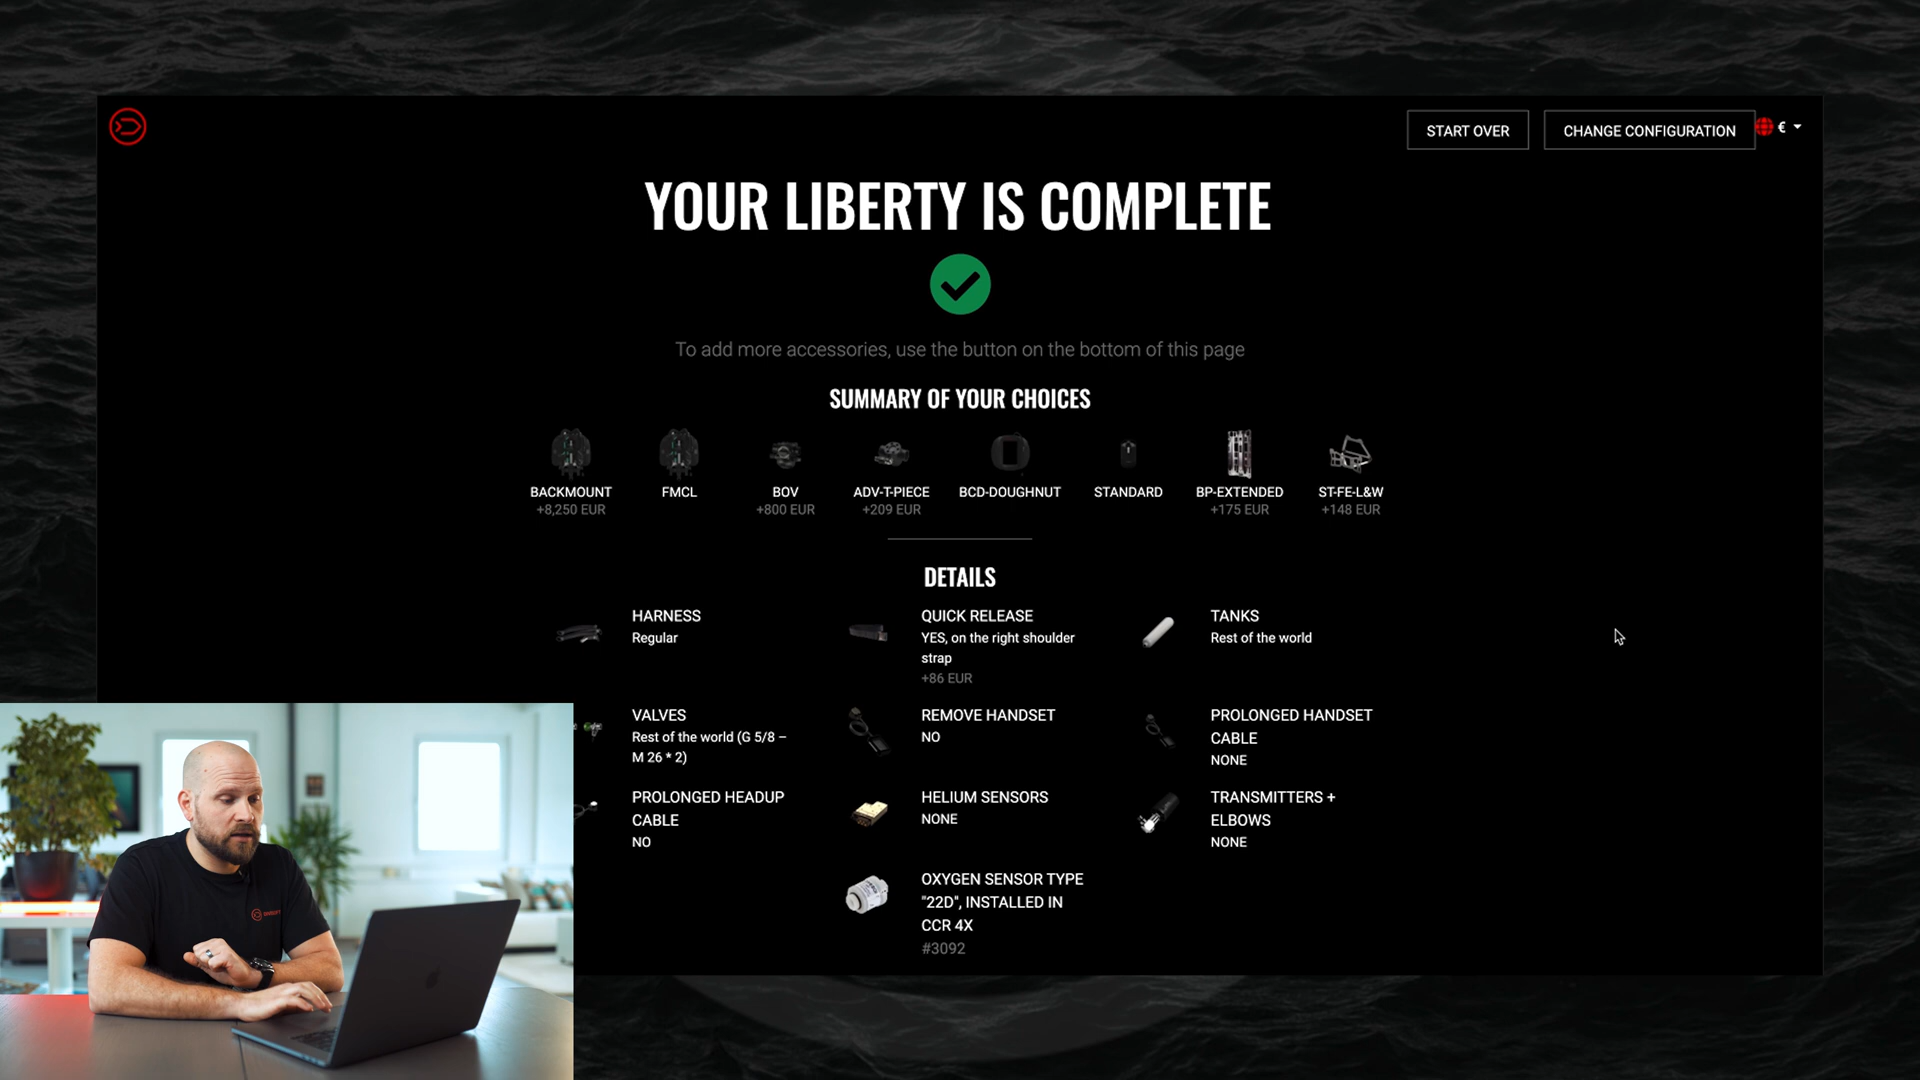 START OVER
CHANGE CONFIGURATION
€
YOUR LIBERTY IS COMPLETE
To add more accessories, use the button on the bottom of this page
SUMMARY OF YOUR CHOICES
BACKMOUNT
+8,250 EUR
FMCL
BOV
+800 EUR
ADV-T-PIECE
+209 EUR
BCD-DOUGHNUT
STANDARD
BP-EXTENDED
+175 EUR
ST-FE-L&W
+148 EUR
DETAILS
HARNESS
Regular
QUICK RELEASE
YES, on the right shoulder
strap
+86 EUR
TANKS
Rest of the world
VALVES
Rest of the world (G 5/8 –
M 26 * 2)
REMOVE HANDSET
NO
PROLONGED HANDSET
CABLE
NONE
PROLONGED HEADUP
CABLE
NO
HELIUM SENSORS
NONE
TRANSMITTERS +
ELBOWS
NONE
OXYGEN SENSOR TYPE
"22D", INSTALLED IN
CCR 4X
#3092